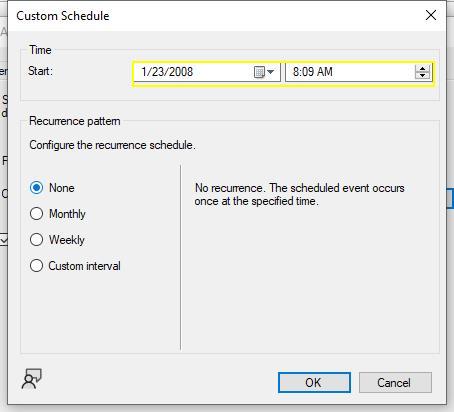 Custom Schedule
Time
Start:
1/23/2008
8:09 AM
Recurrence pattern
Configure the recurrence schedule.
None
Monthly
Weekly
Custom interval
No recurrence. The scheduled event occurs
once at the specified time.
OK
Cancel